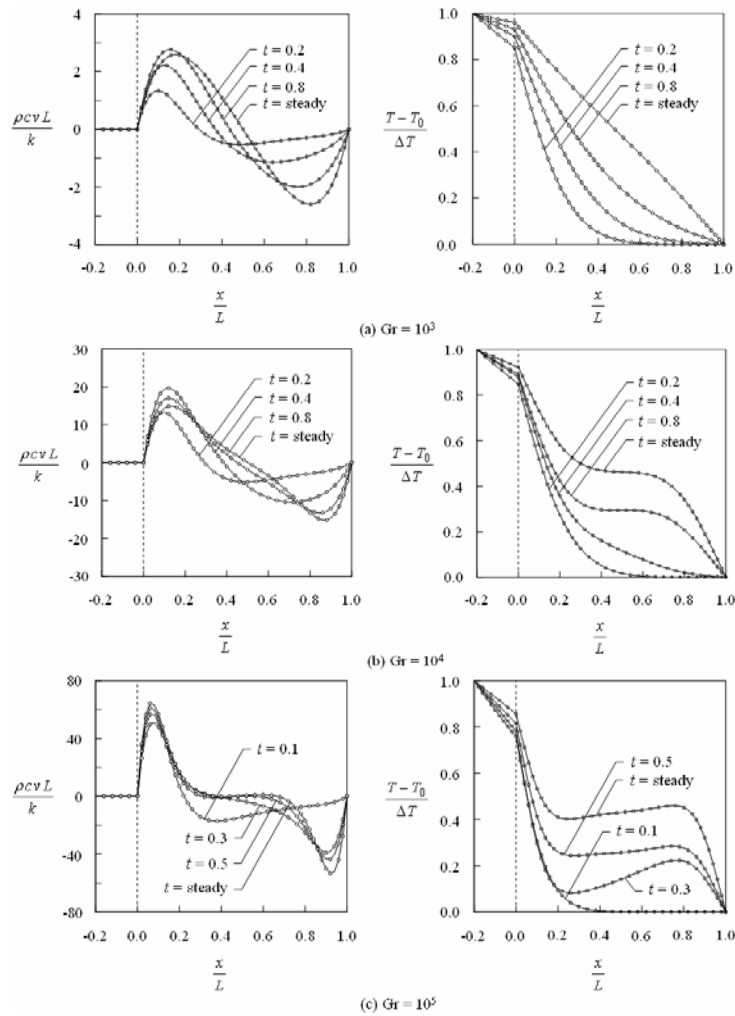 4
2
0
-2
-4
ρcvL
k
t = 0.2
t = 0.4
t = 0.8
t = steady
-0.2 0.0 0.2 0.4 0.6 0.8 1.0
x
L
1.0
0.8
0.6
0.4
0.2
0.0
T − T0
ΔT
t = 0.2
t = 0.4
t = 0.8
t = steady
-0.2 0.0 0.2 0.4 0.6 0.8 1.0
x
L
(a) Gr = 10³
30
20
10
0
-10
-20
-30
ρcvL
k
t = 0.2
t = 0.4
t = 0.8
t = steady
-0.2 0.0 0.2 0.4 0.6 0.8 1.0
x
L
1.0
0.8
0.6
0.4
0.2
0.0
T − T0
ΔT
t = 0.2
t = 0.4
t = 0.8
t = steady
-0.2 0.0 0.2 0.4 0.6 0.8 1.0
x
L
(b) Gr = 10⁴
80
40
0
-40
-80
ρcvL
k
t = 0.1
t = 0.3
t = 0.5
t = steady
-0.2 0.0 0.2 0.4 0.6 0.8 1.0
x
L
1.0
0.8
0.6
0.4
0.2
0.0
T − T0
ΔT
t = 0.5
t = steady
t = 0.1
t = 0.3
-0.2 0.0 0.2 0.4 0.6 0.8 1.0
x
L
(c) Gr = 10⁵